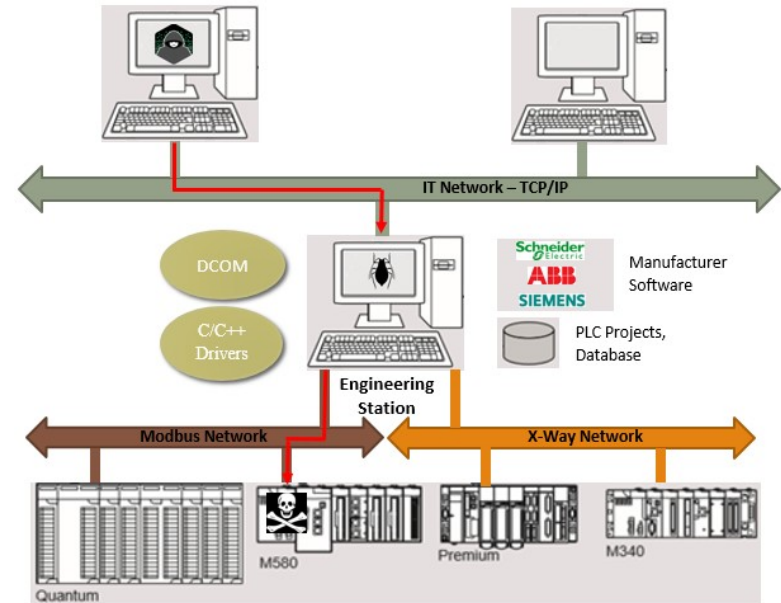 IT Network – TCP/IP
DCOM
C/C++
Drivers
Schneider
Electric
ABB
SIEMENS
Manufacturer
Software
PLC Projects,
Database
Engineering
Station
Modbus Network
X-Way Network
Quantum
M580
Premium
M340